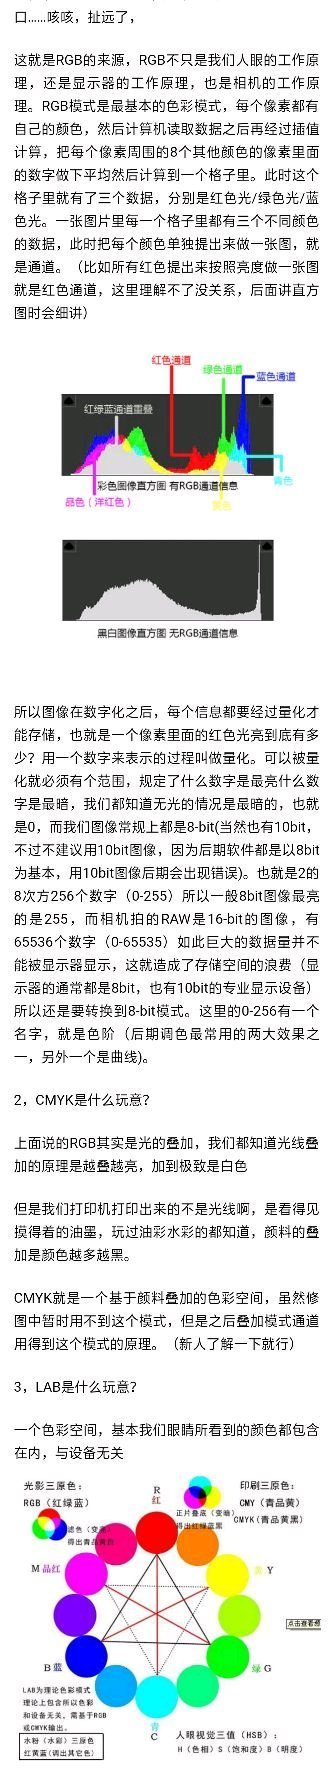 口……咳咳，扯远了，
这就是RGB的来源，RGB不只是我们人眼的工作原
理，还是显示器的工作原理，也是相机的工作原
理。RGB模式是最基本的色彩模式，每个像素都有
自己的颜色，然后计算机读取数据之后再经过插值
计算，把每个像素周围的8个其他颜色的像素里面
的数字做下平均然后计算到一个格子里。此时这个
格子里就有了三个数据，分别是红色光/绿色光/蓝
色光。一张图片里每一个格子里都有三个不同颜色
的数据，此时把每个颜色单独提出来做一张图，就
是通道。（比如所有红色提出来按照亮度做一张图
就是红色通道，这里理解不了没关系，后面讲直方
图时会细讲）
红色通道
绿色通道
蓝色通道
红绿蓝通道重叠
青色
品色（洋红色）
黄色
彩色图像直方图 有RGB通道信息
黑白图像直方图 无RGB通道信息
所以图像在数字化之后，每个信息都要经过量化才
能存储，也就是一个像素里面的红色光亮到底有多
少？用一个数字来表示的过程叫做量化。可以被量
化就必须有个范围，规定了什么数字是最亮什么数
字是最暗，我们都知道无光的情况是最暗的，也就
是0，而我们图像常规上都是8-bit(当然也有10bit，
不过不建议用10bit图像，因为后期软件都是以8bit
为基本，用10bit图像后期会出现错误)。也就是2的
8次方256个数字（0-255）所以一般8bit图像最亮
的是255，而相机拍的RAW是16-bit的图像，有
65536个数字（0-65535）如此巨大的数据量并不
能被显示器显示，这就造成了存储空间的浪费（显
示器的通常都是8bit，也有10bit的专业显示设备）
所以还是要转换到8-bit模式。这里的0-256有一个
名字，就是色阶（后期调色最常用的两大效果之
一，另外一个是曲线)。
2，CMYK是什么玩意？
上面说的RGB其实是光的叠加，我们都知道光线叠
加的原理是越叠越亮，加到极致是白色
但是我们打印机打印出来的不是光线啊，是看得见
摸得着的油墨，玩过油彩水彩的都知道，颜料的叠
加是颜色越多越黑。
CMYK就是一个基于颜料叠加的色彩空间，虽然修
图中暂时用不到这个模式，但是之后叠加模式通道
用得到这个模式的原理。（新人了解一下就行）
3，LAB是什么玩意？
一个色彩空间，基本我们眼睛所看到的颜色都包含
在内，与设备无关
光影三原色：
RGB（红绿蓝）
滤色（变亮）
得出青品黄白
R
红
印刷三原色：
CMY（青品黄）
CMYK（青品黄黑）
正片叠底（变暗）
得出红绿蓝黑
M 品红
黄 Y
B 蓝
绿 G
青
C
点击查看
LAB为理论色彩模式
理论上包含所以色彩
和设备无关，需基于RGB
或CMYK输出。
水粉（水彩）三原色
红黄蓝(调出其它色)
人眼视觉三值（HSB）：
H（色相）S（饱和度）B（明度）